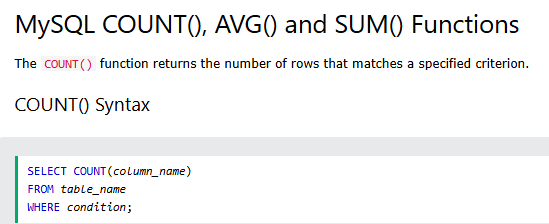 MySQL COUNT(), AVG() and SUM() Functions
The COUNT() function returns the number of rows that matches a specified criterion.
COUNT() Syntax
SELECT COUNT(column_name)
FROM table_name
WHERE condition;